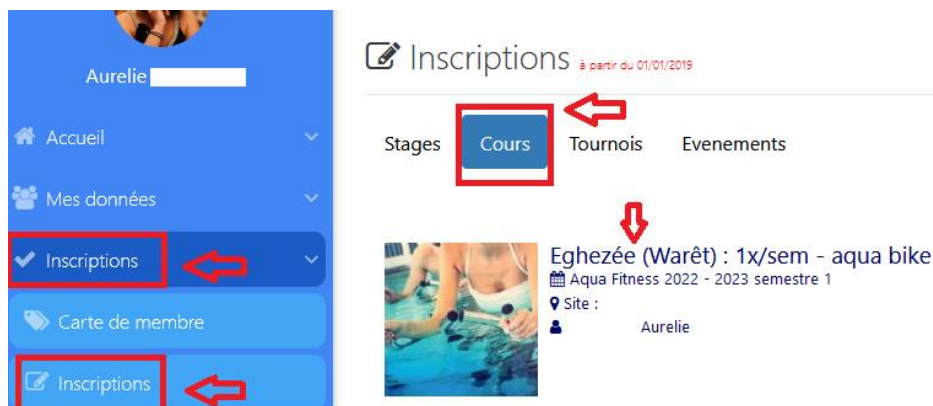 Aurelie
Accueil
Mes données
Inscriptions
Carte de membre
Inscriptions
Inscriptions à partir du 01/01/2019
Stages Cours Tournois Evenements
Eghezée (Warêt) : 1x/sem - aqua bike
Aqua Fitness 2022 - 2023 semestre 1
Site :
Aurelie